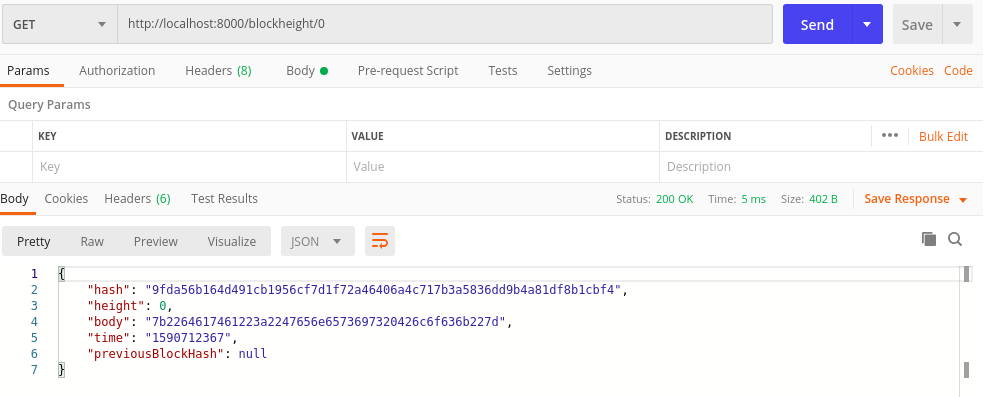 GET http://localhost:8000/blockheight/0 Send Save
Params Authorization Headers (8) Body Pre-request Script Tests Settings Cookies Code
Query Params
KEY VALUE DESCRIPTION ••• Bulk Edit
Key Value Description
Body Cookies Headers (6) Test Results Status: 200 OK Time: 5 ms Size: 402 B Save Response
Pretty Raw Preview Visualize JSON
1 {
2 "hash": "9fda56b164d491cb1956cf7d1f72a46406a4c717b3a5836dd9b4a81df8b1cbf4",
3 "height": 0,
4 "body": "7b2264617461223a2247656e6573697320426c6f636b227d",
5 "time": "1590712367",
6 "previousBlockHash": null
7 }